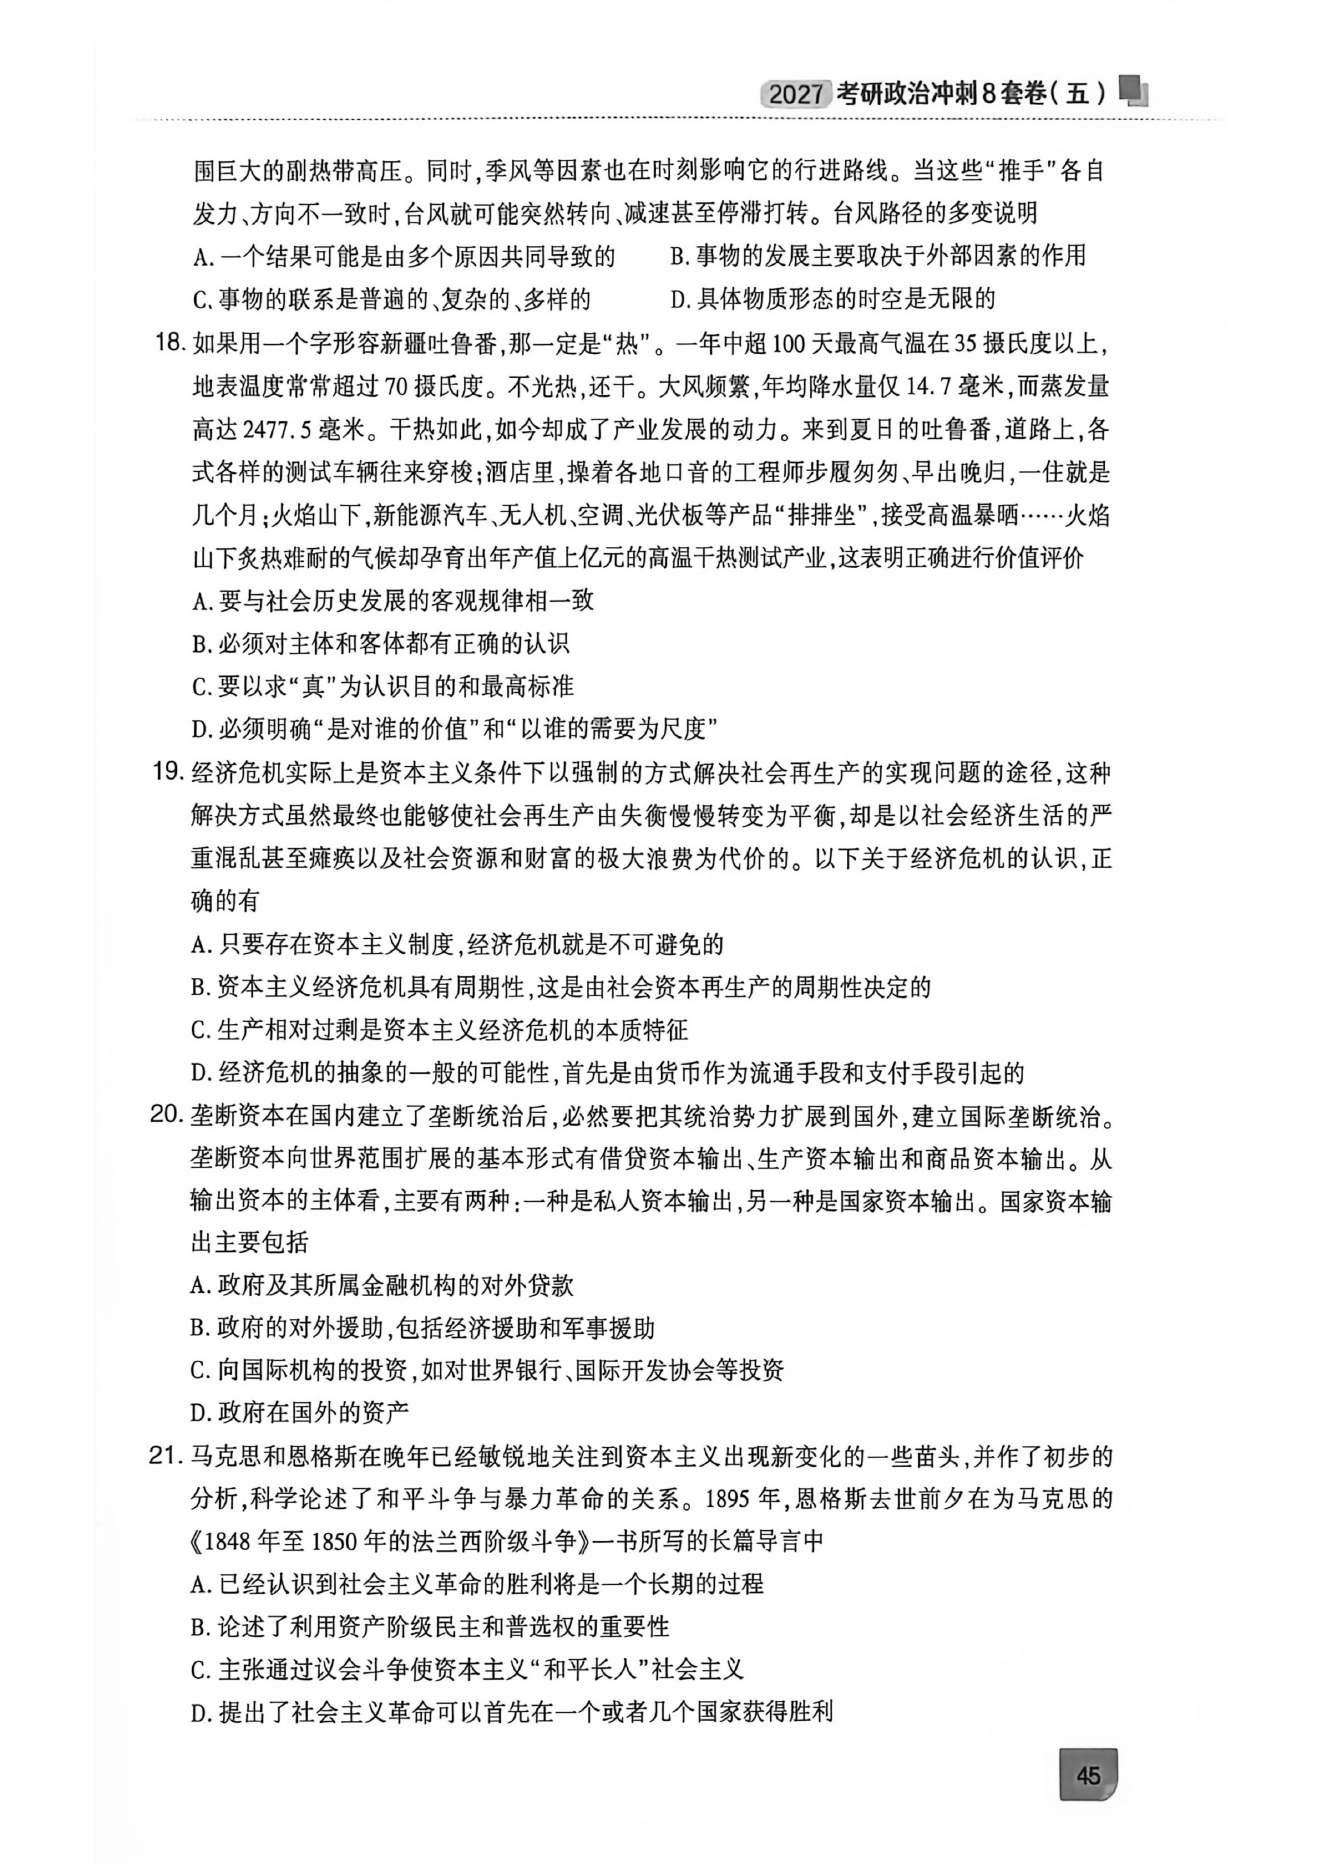 2027 考研政治冲刺8套卷(五)
围巨大的副热带高压。同时,季风等因素也在时刻影响它的行进路线。当这些“推手”各自
发力、方向不一致时,台风就可能突然转向、减速甚至停滞打转。台风路径的多变说明
A. 一个结果可能是由多个原因共同导致的 B. 事物的发展主要取决于外部因素的作用
C. 事物的联系是普遍的、复杂的、多样的 D. 具体物质形态的时空是无限的
18. 如果用一个字形容新疆吐鲁番,那一定是“热”。一年中超100天最高气温在35摄氏度以上,
地表温度常常超过70摄氏度。不光热,还干。大风频繁,年均降水量仅14.7毫米,而蒸发量
高达2477.5毫米。干热如此,如今却成了产业发展的动力。来到夏日的吐鲁番,道路上,各
式各样的测试车辆往来穿梭;酒店里,操着各地口音的工程师步履匆匆、早出晚归,一住就是
几个月;火焰山下,新能源汽车、无人机、空调、光伏板等产品“排排坐”,接受高温暴晒……火焰
山下炙热难耐的气候却孕育出年产值上亿元的高温干热测试产业,这表明正确进行价值评价
A. 要与社会历史发展的客观规律相一致
B. 必须对主体和客体都有正确的认识
C. 要以求“真”为认识目的和最高标准
D. 必须明确“是对谁的价值”和“以谁的需要为尺度”
19. 经济危机实际上是资本主义条件下以强制的方式解决社会再生产的实现问题的途径,这种
解决方式虽然最终也能够使社会再生产由失衡慢慢转变为平衡,却是以社会经济生活的严
重混乱甚至瘫痪以及社会资源和财富的极大浪费为代价的。以下关于经济危机的认识,正
确的有
A. 只要存在资本主义制度,经济危机就是不可避免的
B. 资本主义经济危机具有周期性,这是由社会资本再生产的周期性决定的
C. 生产相对过剩是资本主义经济危机的本质特征
D. 经济危机的抽象的一般的可能性,首先是由货币作为流通手段和支付手段引起的
20. 垄断资本在国内建立了垄断统治后,必然要把其统治势力扩展到国外,建立国际垄断统治。
垄断资本向世界范围扩展的基本形式有借贷资本输出、生产资本输出和商品资本输出。从
输出资本的主体看,主要有两种:一种是私人资本输出,另一种是国家资本输出。国家资本输
出主要包括
A. 政府及其所属金融机构的对外贷款
B. 政府的对外援助,包括经济援助和军事援助
C. 向国际机构的投资,如对世界银行、国际开发协会等投资
D. 政府在国外的资产
21. 马克思和恩格斯在晚年已经敏锐地关注到资本主义出现新变化的一些苗头,并作了初步的
分析,科学论述了和平斗争与暴力革命的关系。1895年,恩格斯去世前夕在为马克思的
《1848年至1850年的法兰西阶级斗争》一书所写的长篇导言中
A. 已经认识到社会主义革命的胜利将是一个长期的过程
B. 论述了利用资产阶级民主和普选权的重要性
C. 主张通过议会斗争使资本主义“和平长人”社会主义
D. 提出了社会主义革命可以首先在一个或者几个国家获得胜利
45